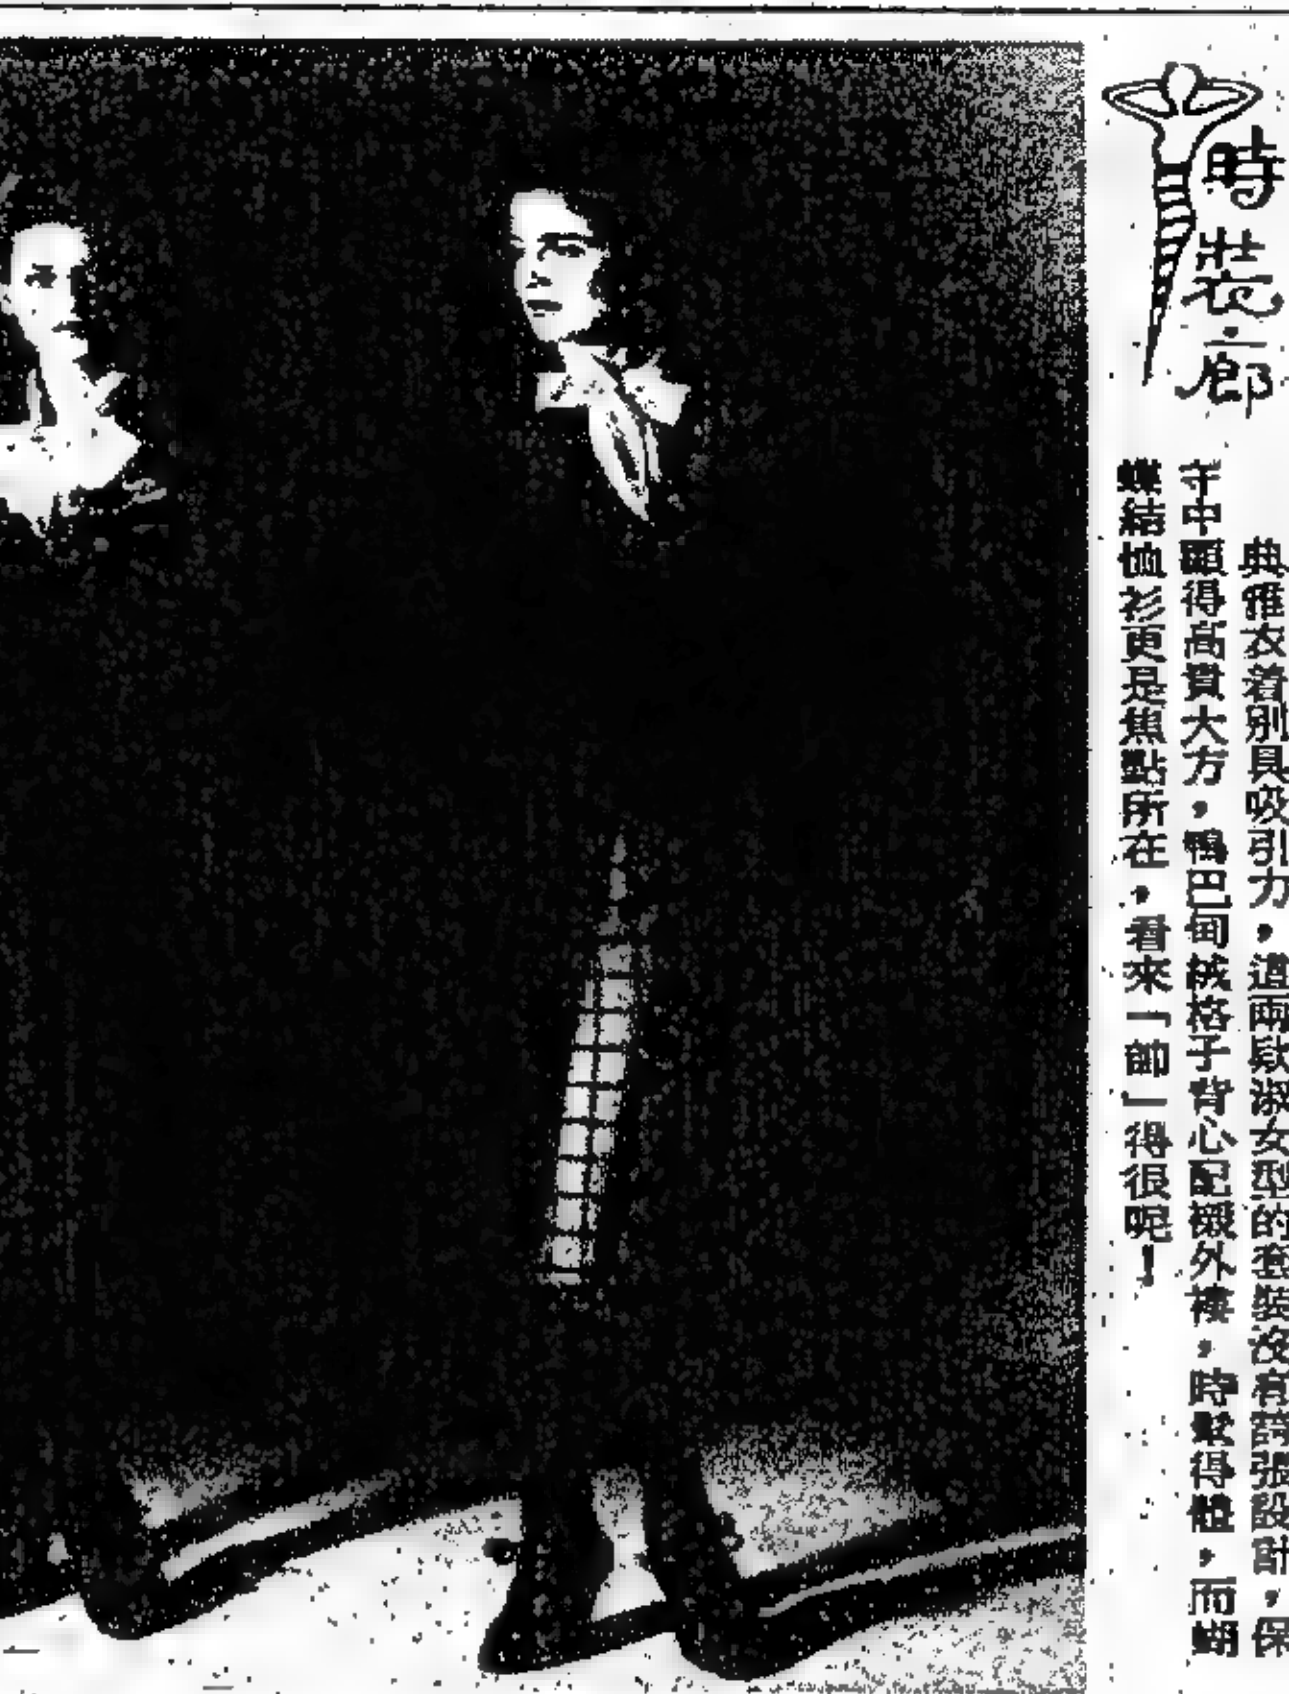 時裝廊
典雅衣着別具吸引力，這兩款淑女型的套裝沒有誇張設計，保
守中顯得高貴大方，鴨巴甸絨格子背心配襯外褸，時髦得體，而蝴
蝶結恤衫更是焦點所在，看來「帥」得很呢！